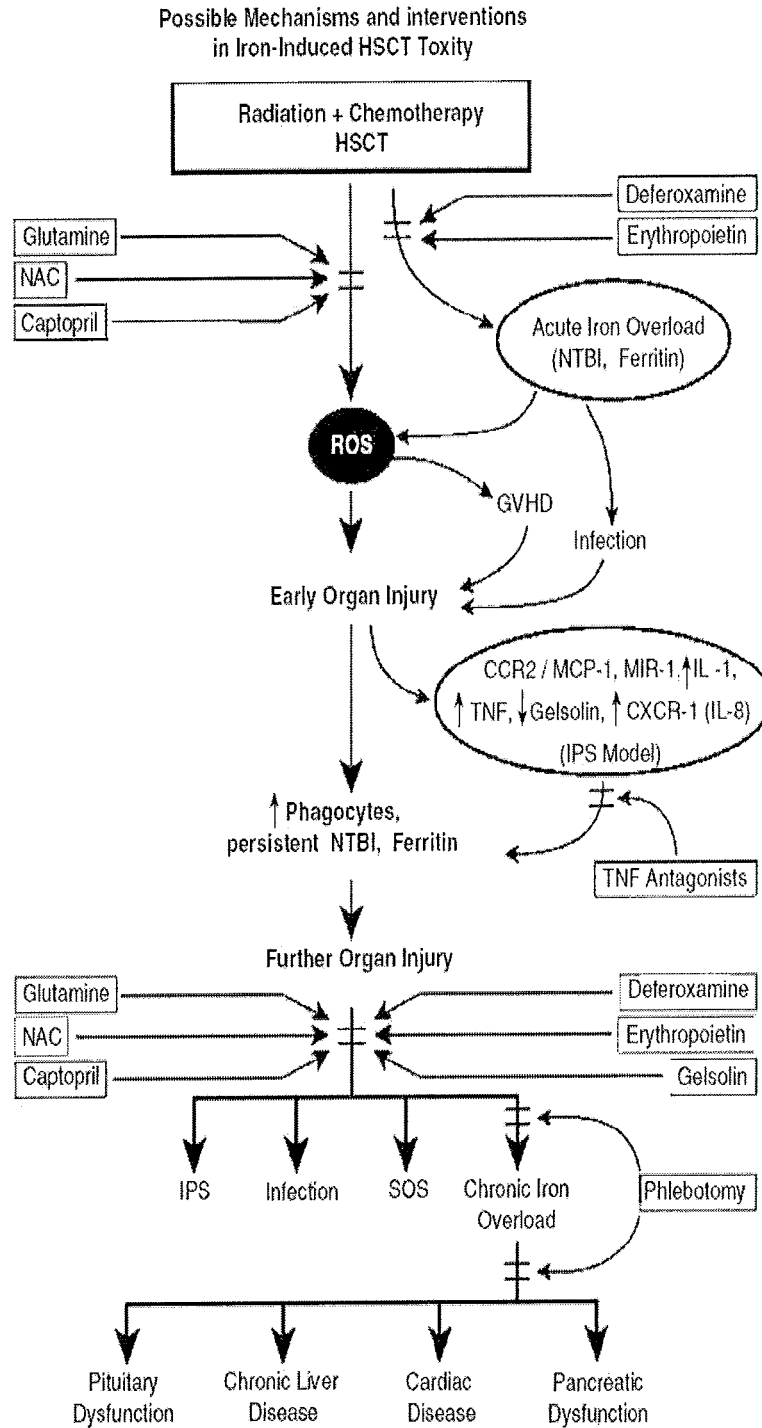 Possible Mechanisms and interventions
in Iron-Induced HSCT Toxity
Radiation + Chemotherapy
HSCT
Deferoxamine
Erythropoietin
Glutamine
NAC
Captopril
Acute Iron Overload
(NTBI, Ferritin)
ROS
GVHD
Infection
Early Organ Injury
CCR2 / MCP-1, MIR-1,↑IL -1,
↑ TNF,↓Gelsolin, ↑ CXCR-1 (IL-8)
(IPS Model)
↑ Phagocytes,
persistent NTBI, Ferritin
TNF Antagonists
Further Organ Injury
Glutamine
NAC
Captopril
Deferoxamine
Erythropoietin
Gelsolin
IPS
Infection
SOS
Chronic Iron
Overload
Phlebotomy
Pituitary
Dysfunction
Chronic Liver
Disease
Cardiac
Disease
Pancreatic
Dysfunction